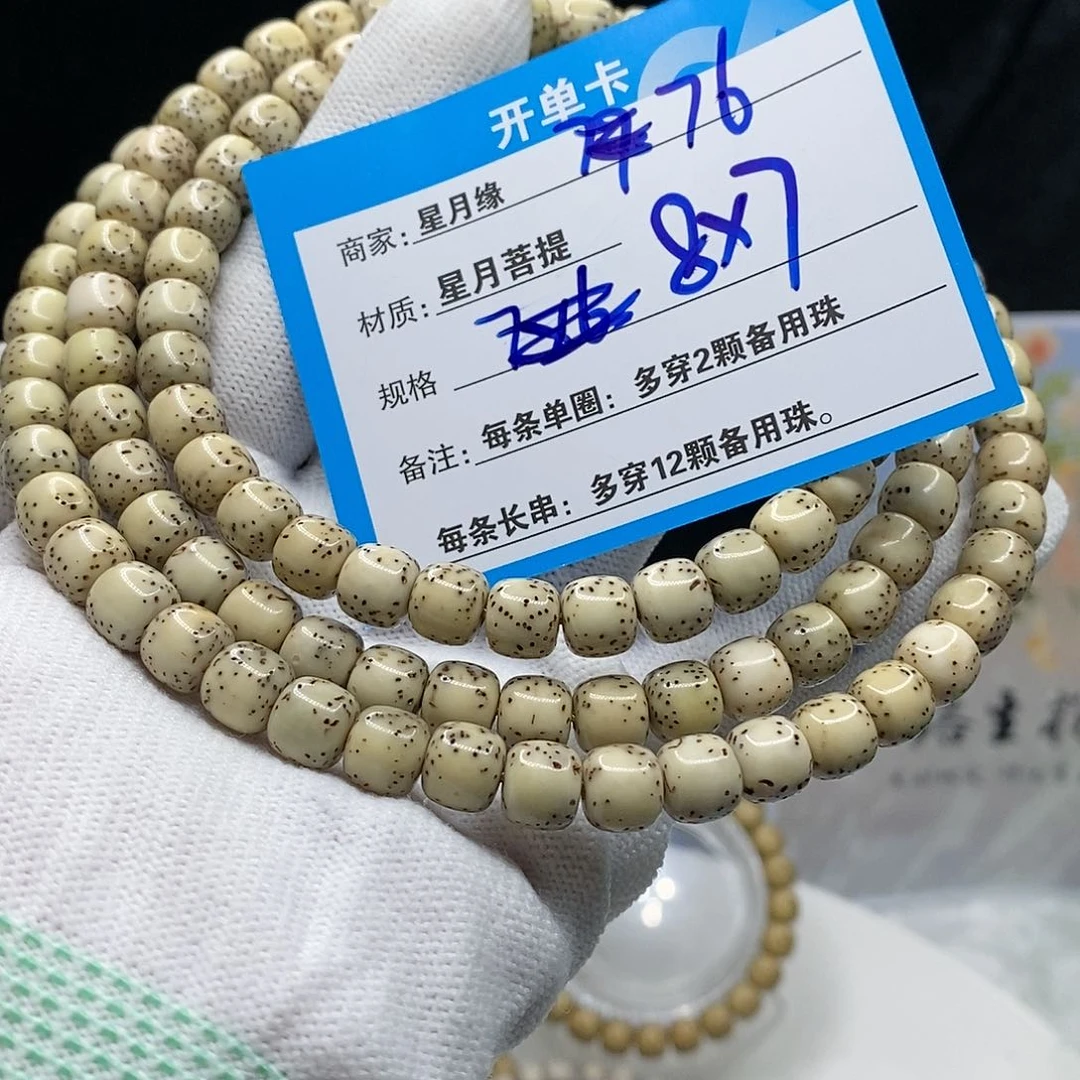 开单卡
76
商家：星月缘
材质：星月菩提
8x7
规格
备注：每条单圈：多穿2颗备用珠
每条长串：多穿12颗备用珠。